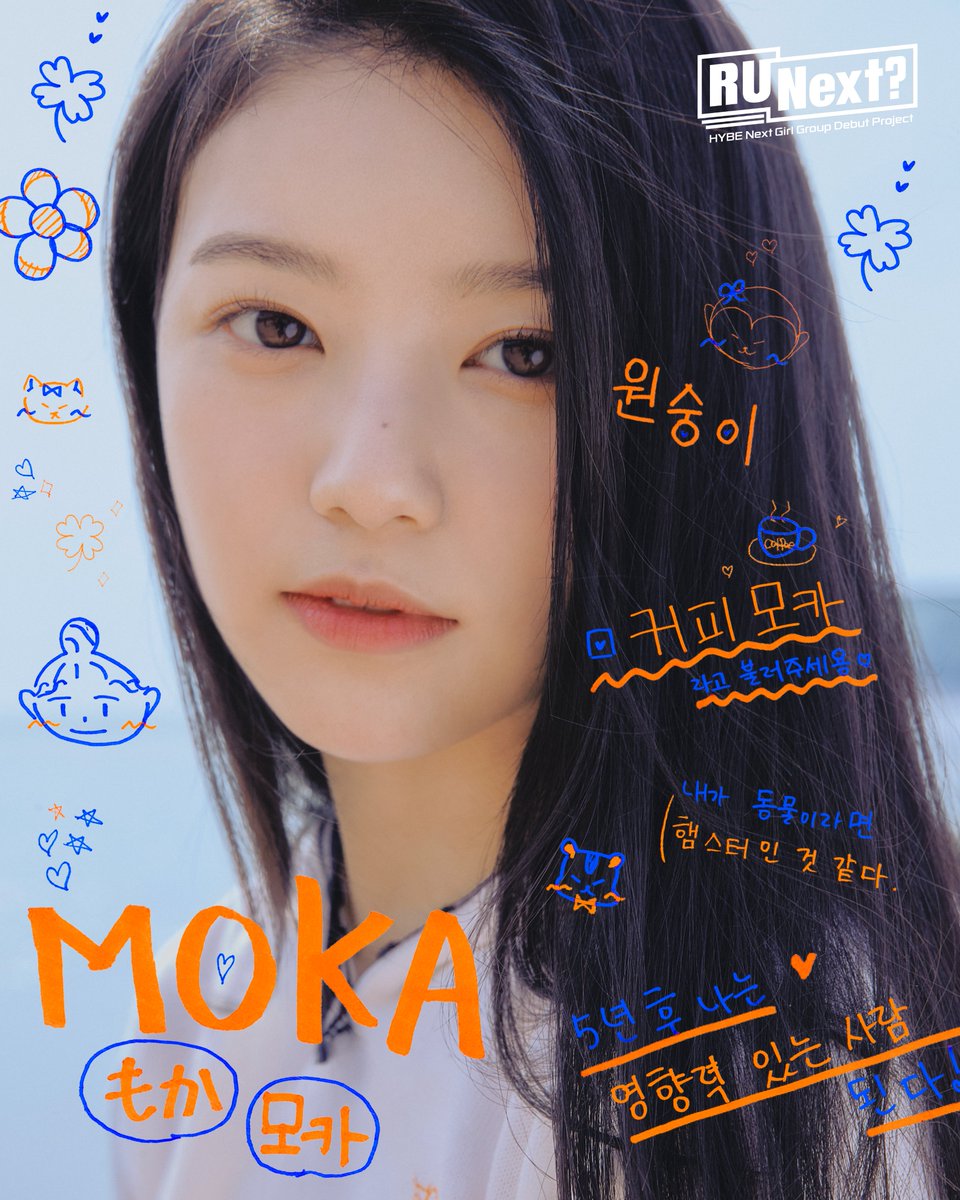 RU Next?
HYBE Next Girl Group Debut Project
원숭이
coffee
커피 모카
라고 불러주세용
내가 동물이라면
햄스터인 것 같다.
MOKA
もか
모카
5년 후 나는
영향력 있는 사람
된다!